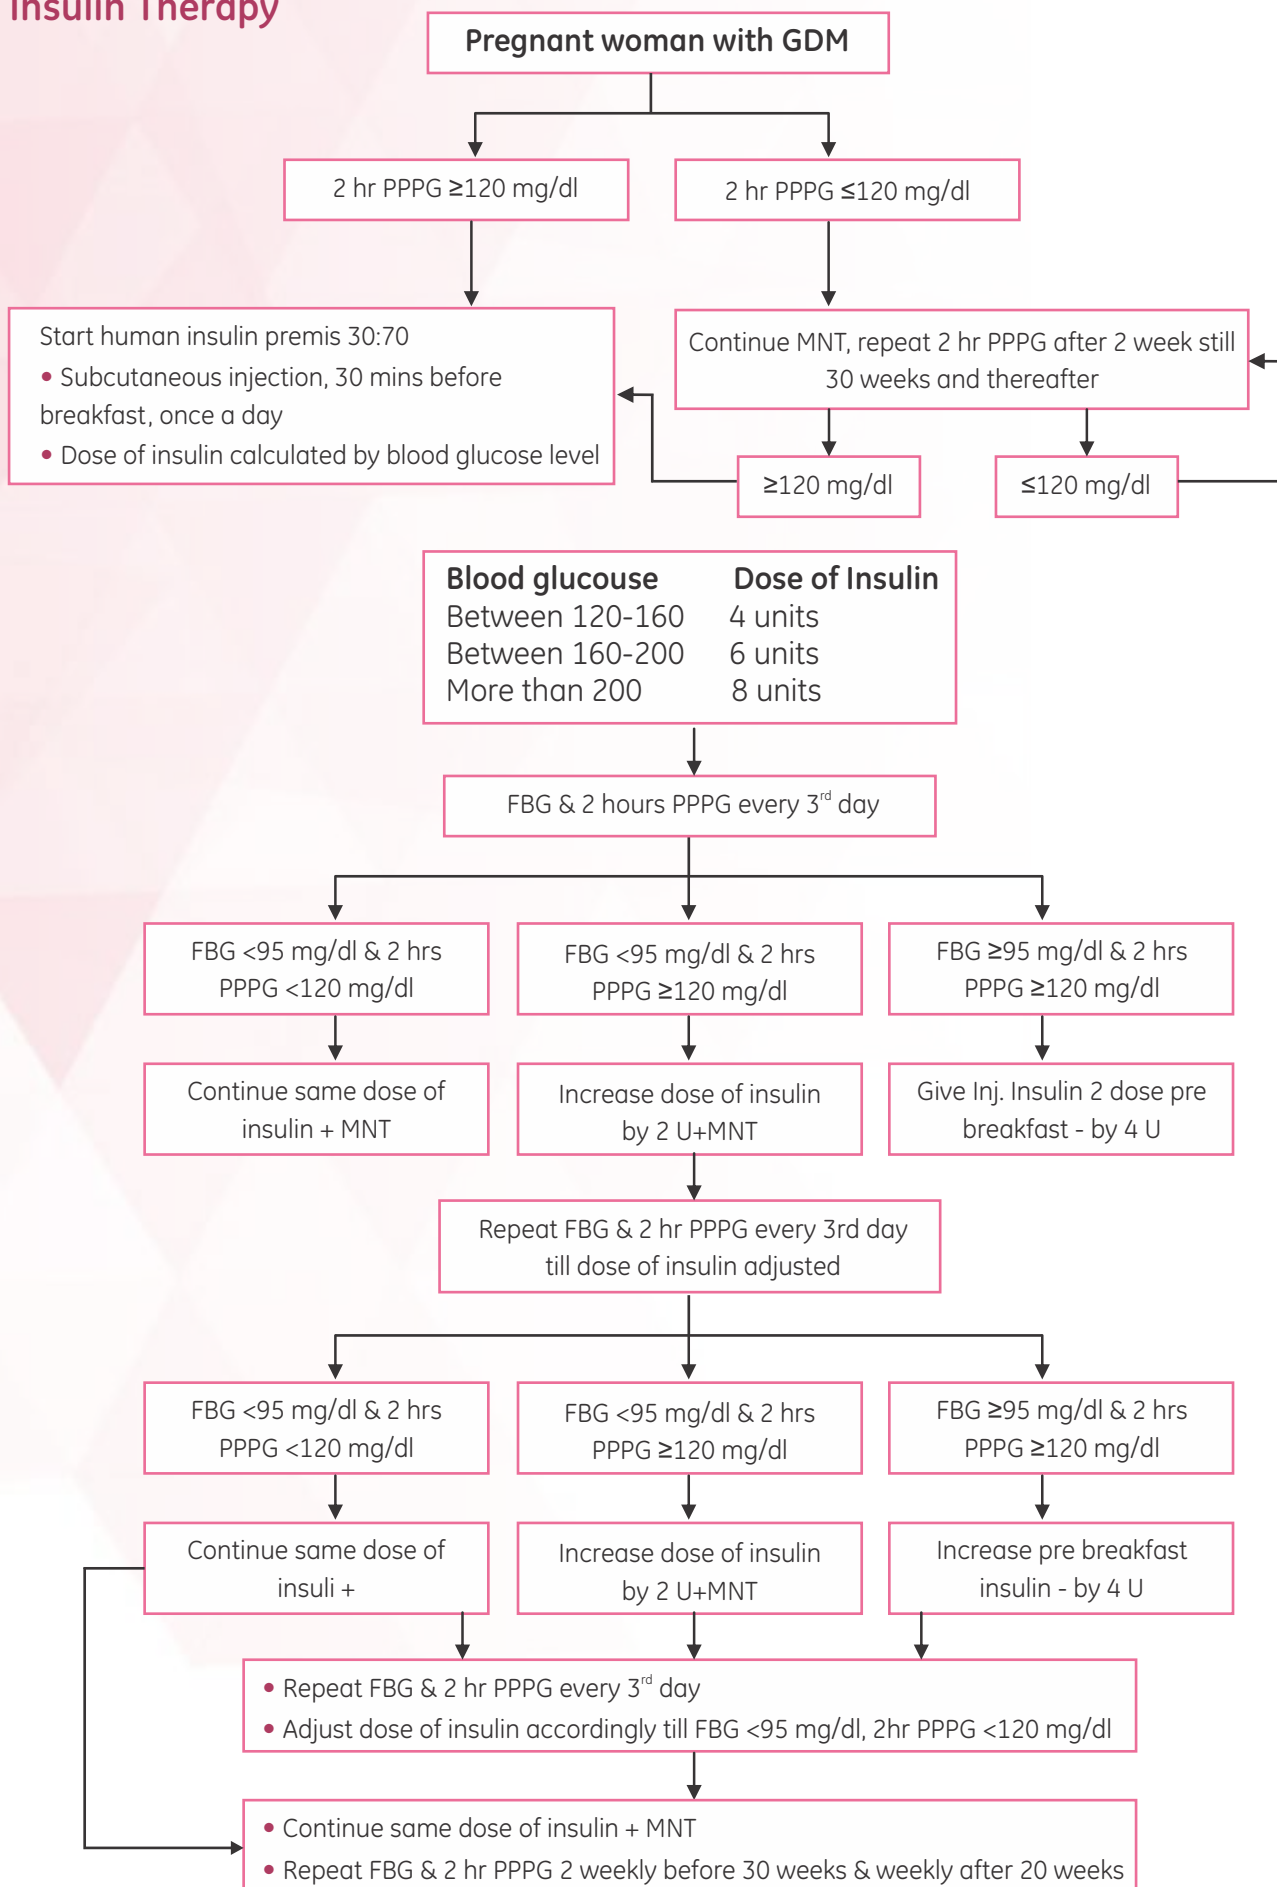 Insulin Therapy
Pregnant woman with GDM
2 hr PPPG ≥120 mg/dl
2 hr PPPG ≤120 mg/dl
Start human insulin premis 30:70
• Subcutaneous injection, 30 mins before
breakfast, once a day
• Dose of insulin calculated by blood glucose level
Continue MNT, repeat 2 hr PPPG after 2 week still
30 weeks and thereafter
≥120 mg/dl
≤120 mg/dl
Blood glucouse Dose of Insulin
Between 120-160 4 units
Between 160-200 6 units
More than 200 8 units
FBG & 2 hours PPPG every 3rd day
FBG <95 mg/dl & 2 hrs
PPPG <120 mg/dl
FBG <95 mg/dl & 2 hrs
PPPG ≥120 mg/dl
FBG ≥95 mg/dl & 2 hrs
PPPG ≥120 mg/dl
Continue same dose of
insulin + MNT
Increase dose of insulin
by 2 U+MNT
Give Inj. Insulin 2 dose pre
breakfast - by 4 U
Repeat FBG & 2 hr PPPG every 3rd day
till dose of insulin adjusted
FBG <95 mg/dl & 2 hrs
PPPG <120 mg/dl
FBG <95 mg/dl & 2 hrs
PPPG ≥120 mg/dl
FBG ≥95 mg/dl & 2 hrs
PPPG ≥120 mg/dl
Continue same dose of
insuli +
Increase dose of insulin
by 2 U+MNT
Increase pre breakfast
insulin - by 4 U
• Repeat FBG & 2 hr PPPG every 3rd day
• Adjust dose of insulin accordingly till FBG <95 mg/dl, 2hr PPPG <120 mg/dl
• Continue same dose of insulin + MNT
• Repeat FBG & 2 hr PPPG 2 weekly before 30 weeks & weekly after 20 weeks